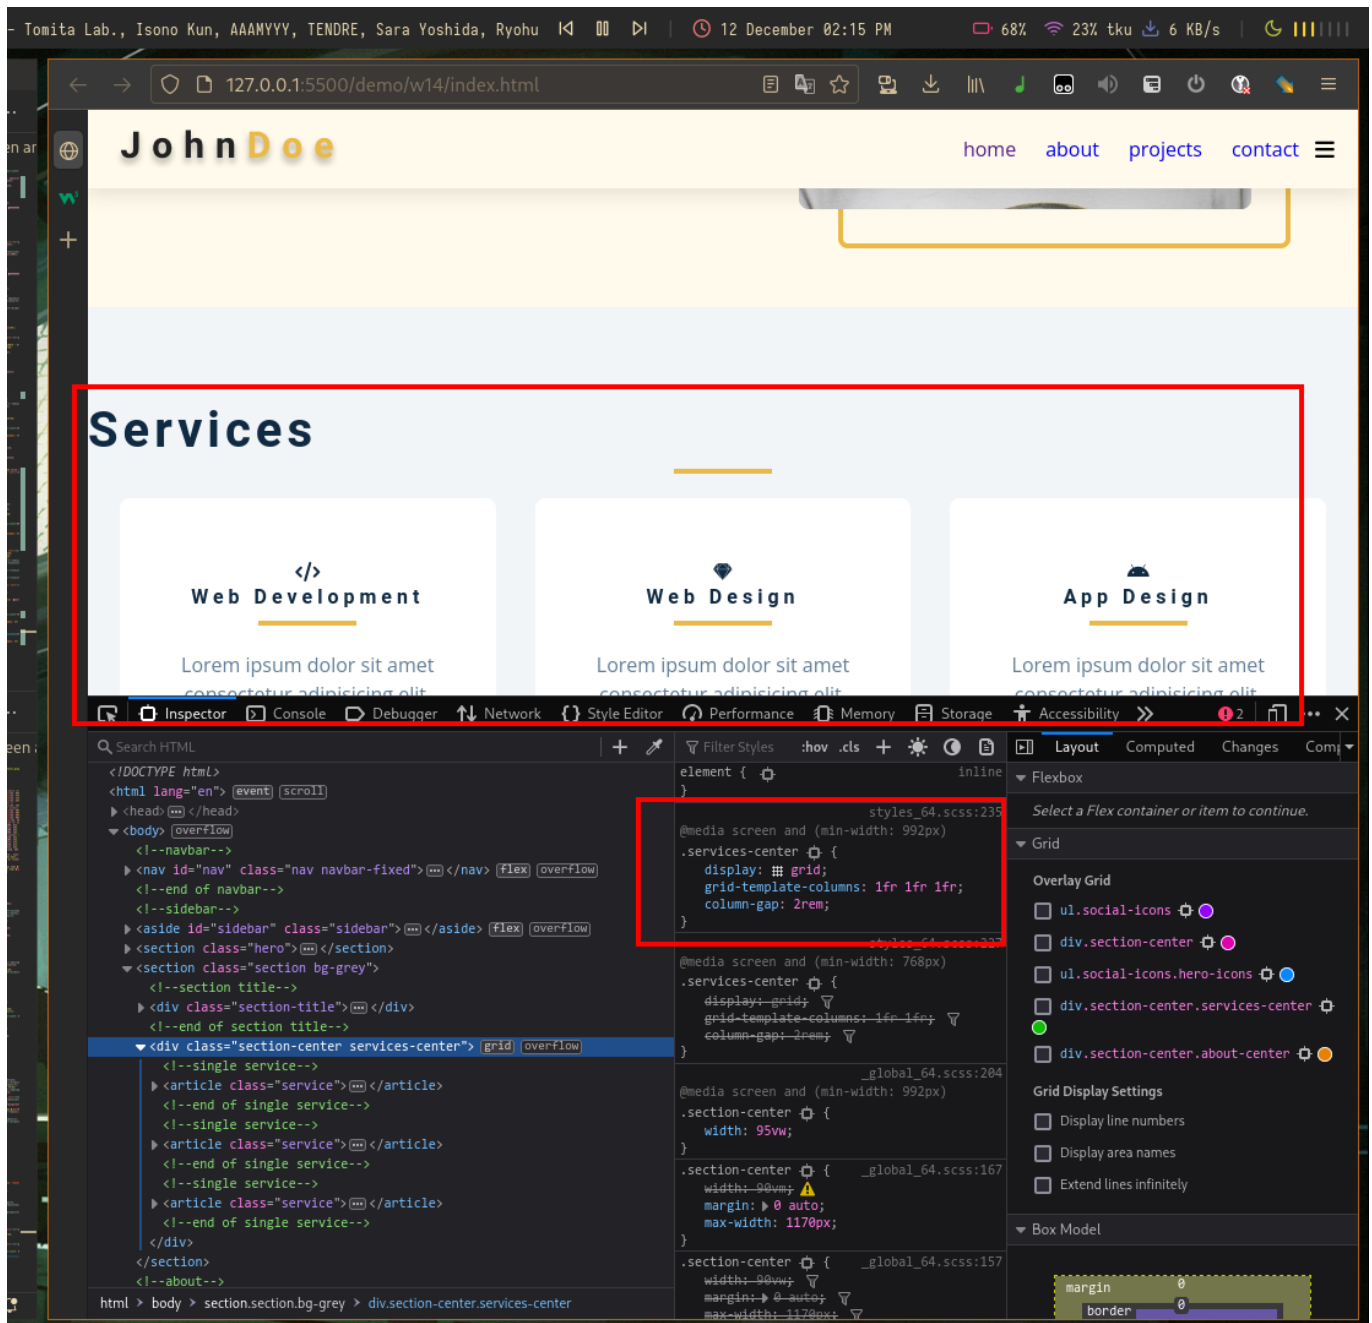 - Tomita Lab., Isono Kun, AAAMYYY, TENDRE, Sara Yoshida, Ryohu
12 December 02:15 PM
68% 23% tku 6 KB/s
127.0.0.1:5500/demo/w14/index.html
JohnDoe
home about projects contact
Services
Web Development
Web Design
App Design
Lorem ipsum dolor sit amet
consectetur adipisicing elit
Lorem ipsum dolor sit amet
consectetur adipisicing elit
Lorem ipsum dolor sit amet
consectetur adipisicing elit
Inspector Console Debugger Network {} Style Editor Performance Memory Storage Accessibility 2
Search HTML
<!DOCTYPE html>
<html lang="en"> event scroll
<head> </head>
<body> overflow
<!--navbar-->
<nav id="nav" class="nav navbar-fixed"> </nav> flex overflow
<!--end of navbar-->
<!--sidebar-->
<aside id="sidebar" class="sidebar"> </aside> flex overflow
<section class="hero"> </section>
<section class="section bg-grey">
<!--section title-->
<div class="section-title"> </div>
<!--end of section title-->
<div class="section-center services-center"> grid overflow
<!--single service-->
<article class="service"> </article>
<!--end of single service-->
<!--single service-->
<article class="service"> </article>
<!--end of single service-->
<!--single service-->
<article class="service"> </article>
<!--end of single service-->
</div>
</section>
<!--about-->
html > body > section.section.bg-grey > div.section-center.services-center
Filter Styles :hov .cls +
element { inline
}
styles_64.scss:235
@media screen and (min-width: 992px)
.services-center {
display: grid;
grid-template-columns: 1fr 1fr 1fr;
column-gap: 2rem;
}
styles_64.scss:227
@media screen and (min-width: 768px)
.services-center {
display: grid;
grid-template-columns: 1fr 1fr;
column-gap: 2rem;
}
_global_64.scss:204
@media screen and (min-width: 992px)
.section-center {
width: 95vw;
}
.section-center { _global_64.scss:167
width: 90vm;
margin: 0 auto;
max-width: 1170px;
}
.section-center { _global_64.scss:157
width: 90vw;
margin: 0 auto;
max-width: 1170px;
Layout Computed Changes
Flexbox
Select a Flex container or item to continue.
Grid
Overlay Grid
ul.social-icons
div.section-center
ul.social-icons.hero-icons
div.section-center.services-center
div.section-center.about-center
Grid Display Settings
Display line numbers
Display area names
Extend lines infinitely
Box Model
margin 0
border 0